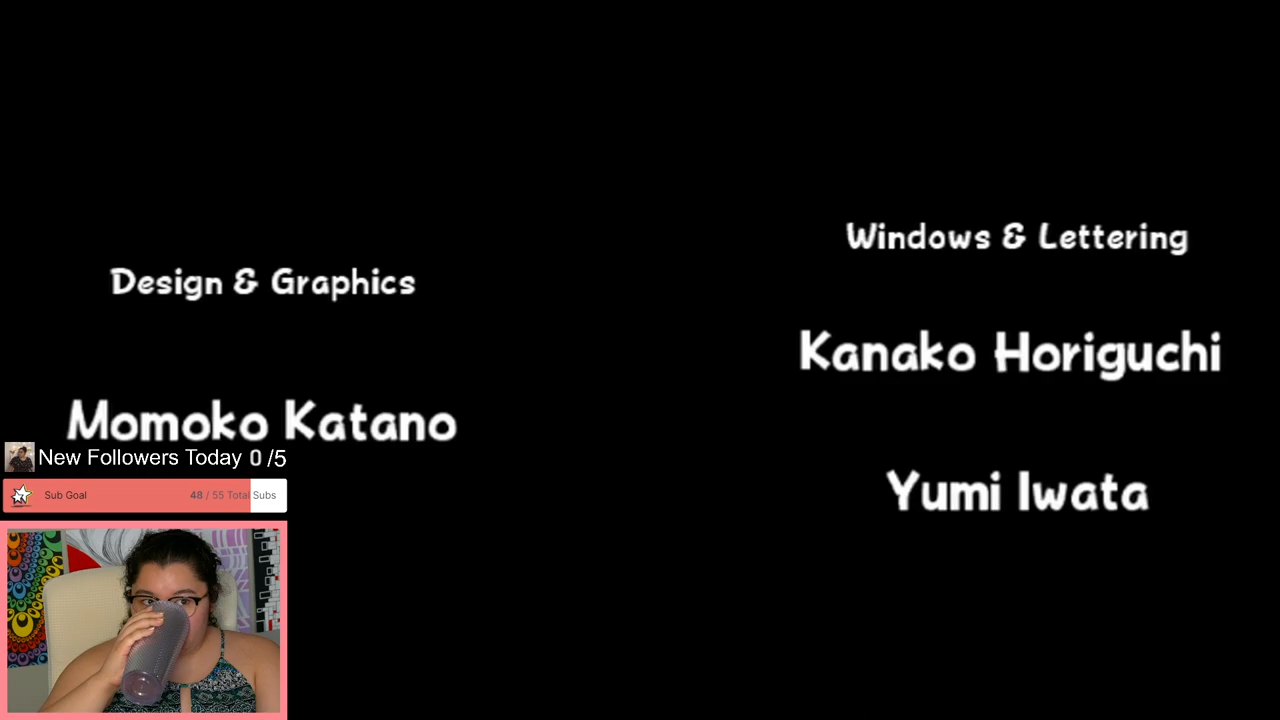 Design & Graphics
Momoko Katano
Windows & Lettering
Kanako Horiguchi
Yumi Iwata
New Followers Today 0 /5
Sub Goal 48 / 55 Total Subs